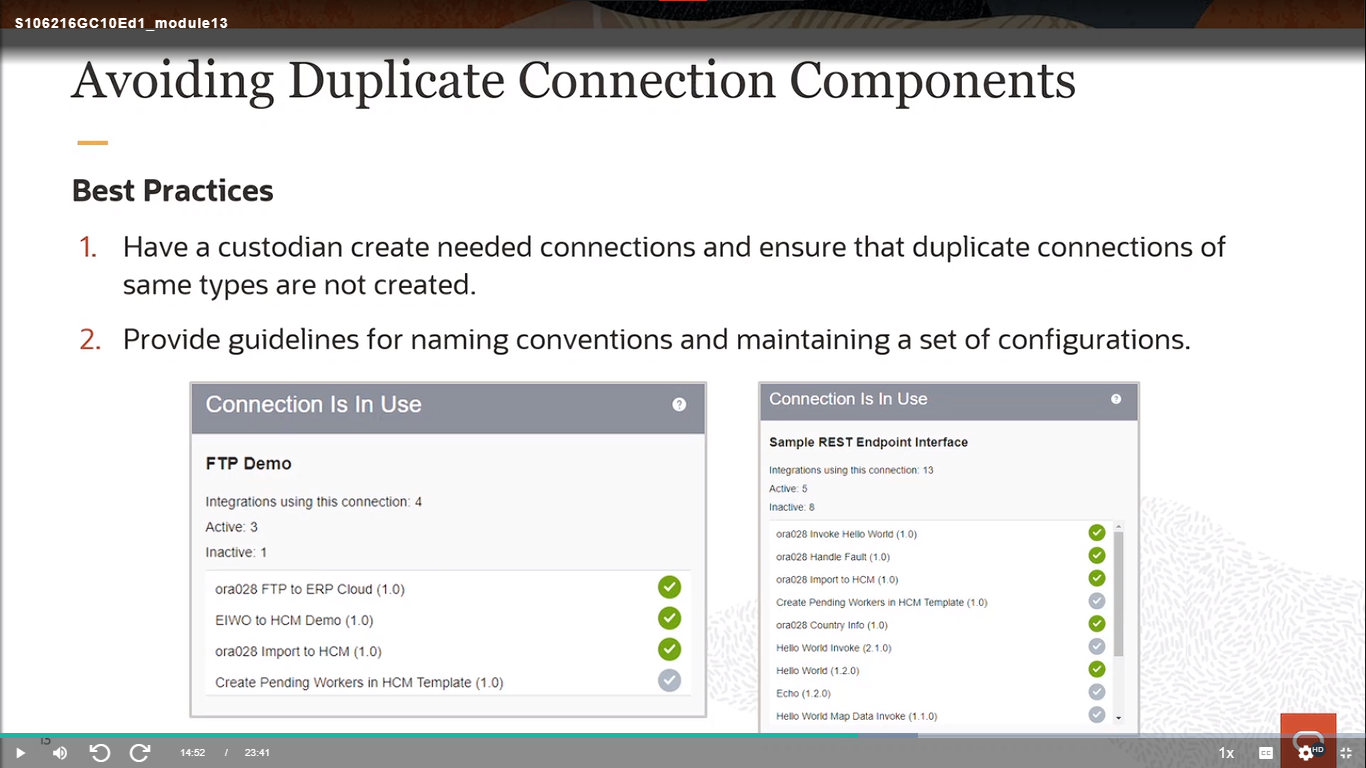 S106216GC10Ed1_module13
Avoiding Duplicate Connection Components
Best Practices
1. Have a custodian create needed connections and ensure that duplicate connections of
same types are not created.
2. Provide guidelines for naming conventions and maintaining a set of configurations.
Connection Is In Use
?
FTP Demo
Integrations using this connection: 4
Active: 3
Inactive: 1
ora028 FTP to ERP Cloud (1.0)
EIWO to HCM Demo (1.0)
ora028 Import to HCM (1.0)
Create Pending Workers in HCM Template (1.0)
Connection Is In Use
?
Sample REST Endpoint Interface
Integrations using this connection: 13
Active: 5
Inactive: 8
ora028 Invoke Hello World (1.0)
ora028 Handle Fault (1.0)
ora028 Import to HCM (1.0)
Create Pending Workers in HCM Template (1.0)
ora028 Country Info (1.0)
Hello World Invoke (2.1.0)
Hello World (1.2.0)
Echo (1.2.0)
Hello World Map Data Invoke (1.1.0)
14:52 / 23:41
1x
CC
HD